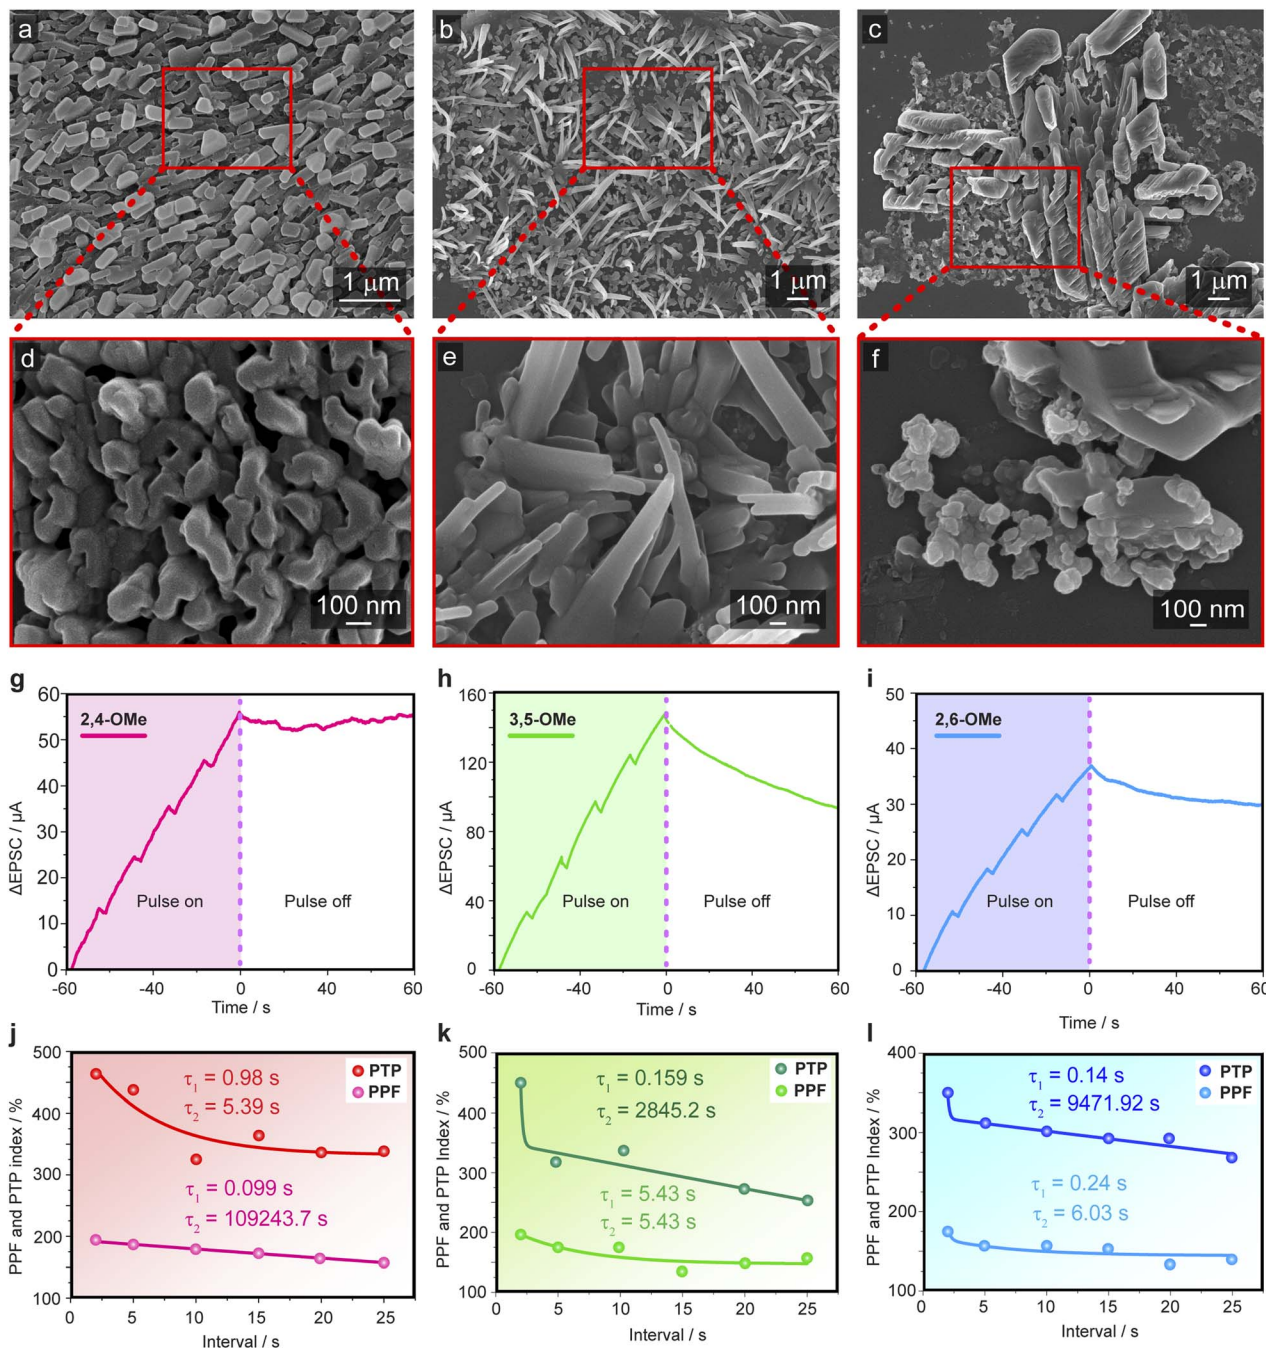 a
b
c
1 μm
1 μm
1 μm
d
e
f
100 nm
100 nm
100 nm
g
60
50
40
30
20
10
0
ΔEPSC / μA
2,4-OMe
Pulse on
Pulse off
-60
-40
0
40
60
Time / s
h
160
120
80
40
0
ΔEPSC / μA
3,5-OMe
Pulse on
Pulse off
-60
-40
0
40
60
Time / s
i
50
40
30
20
10
0
ΔEPSC / μA
2,6-OMe
Pulse on
Pulse off
-60
-40
0
40
60
Time / s
j
500
400
300
200
100
PPF and PTP index / %
τ1 = 0.98 s
τ2 = 5.39 s
PTP
PPF
τ1 = 0.099 s
τ2 = 109243.7 s
0
5
10
15
20
25
Interval / s
k
500
400
300
250
200
150
100
PPF and PTP Index / %
τ1 = 0.159 s
τ2 = 2845.2 s
PTP
PPF
τ1 = 5.43 s
τ2 = 5.43 s
0
5
10
15
20
25
Interval / s
l
400
300
200
100
PPF and PTP Index / %
τ1 = 0.14 s
τ2 = 9471.92 s
PTP
PPF
τ1 = 0.24 s
τ2 = 6.03 s
0
5
10
15
20
25
Interval / s